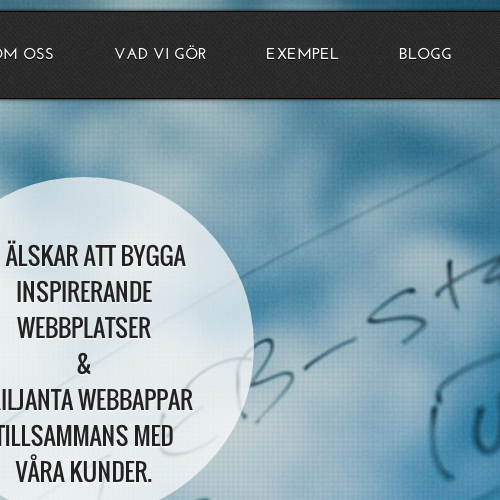 OM OSS VAD VI GÖR EXEMPEL BLOGG
ÄLSKAR ATT BYGGA
INSPIRERANDE
WEBBPLATSER
&
ILJANTA WEBBAPPAR
TILLSAMMANS MED
VÅRA KUNDER.